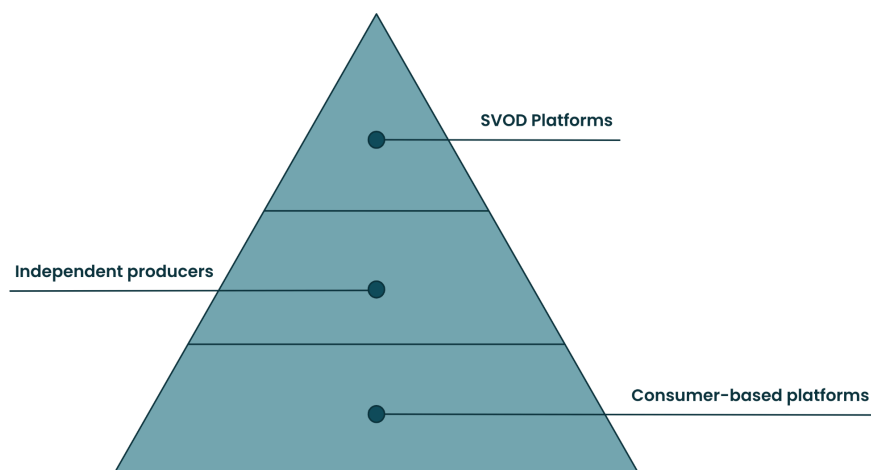 SVOD Platforms
Independent producers
Consumer-based platforms